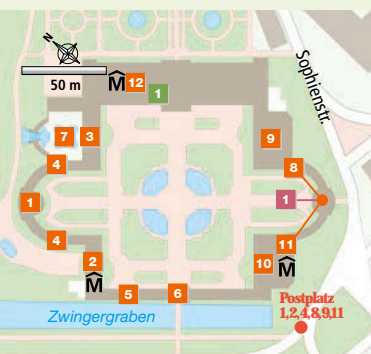 N
50 m
M
12
1
Sophienstr.
7
3
9
4
8
1
1
4
11
2
10
M
M
5
6
Postplatz
1,2,4,8,9,11
Zwingergraben